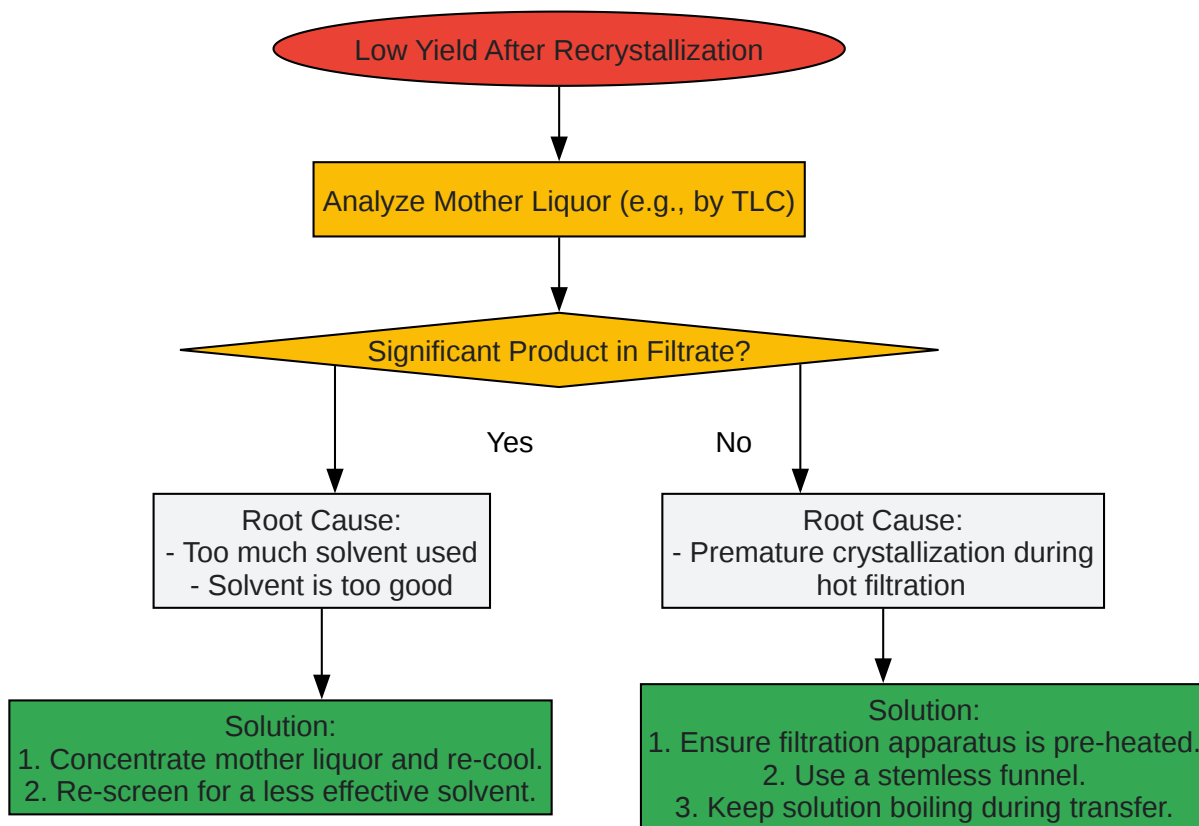 Low Yield After Recrystallization
Analyze Mother Liquor (e.g., by TLC)
Significant Product in Filtrate?
Yes
No
Root Cause:
- Too much solvent used
- Solvent is too good
Root Cause:
- Premature crystallization during
hot filtration
Solution:
1. Concentrate mother liquor and re-cool.
2. Re-screen for a less effective solvent.
Solution:
1. Ensure filtration apparatus is pre-heated.
2. Use a stemless funnel.
3. Keep solution boiling during transfer.